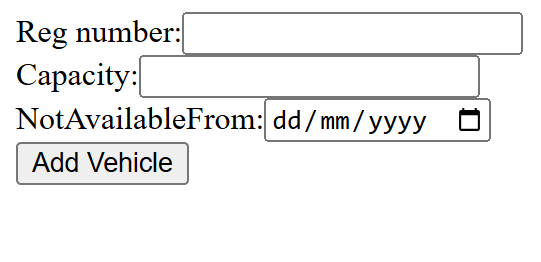 Reg number:
Capacity:
NotAvailableFrom: dd/mm/yyyy
Add Vehicle